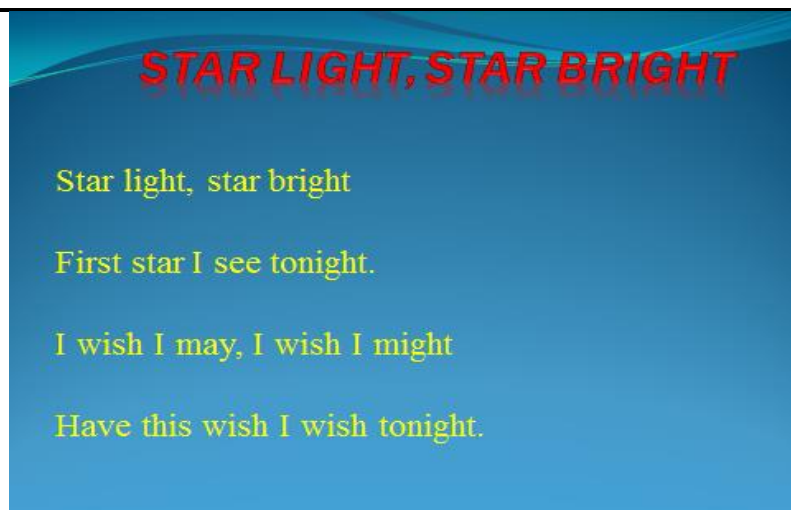 STAR LIGHT, STAR BRIGHT
Star light, star bright
First star I see tonight.
I wish I may, I wish I might
Have this wish I wish tonight.